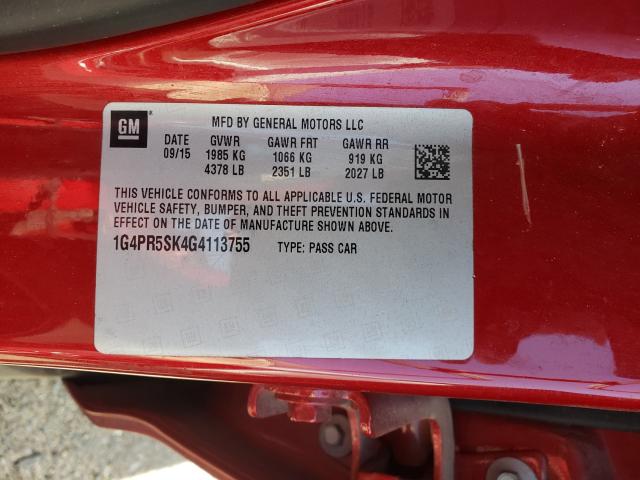 GM
MFD BY GENERAL MOTORS LLC
DATE GVWR GAWR FRT GAWR RR
09/15 1985 KG 1066 KG 919 KG
4378 LB 2351 LB 2027 LB
THIS VEHICLE CONFORMS TO ALL APPLICABLE U.S. FEDERAL MOTOR
VEHICLE SAFETY, BUMPER, AND THEFT PREVENTION STANDARDS IN
EFFECT ON THE DATE OF MANUFACTURE SHOWN ABOVE.
1G4PR5SK4G4113755 TYPE: PASS CAR